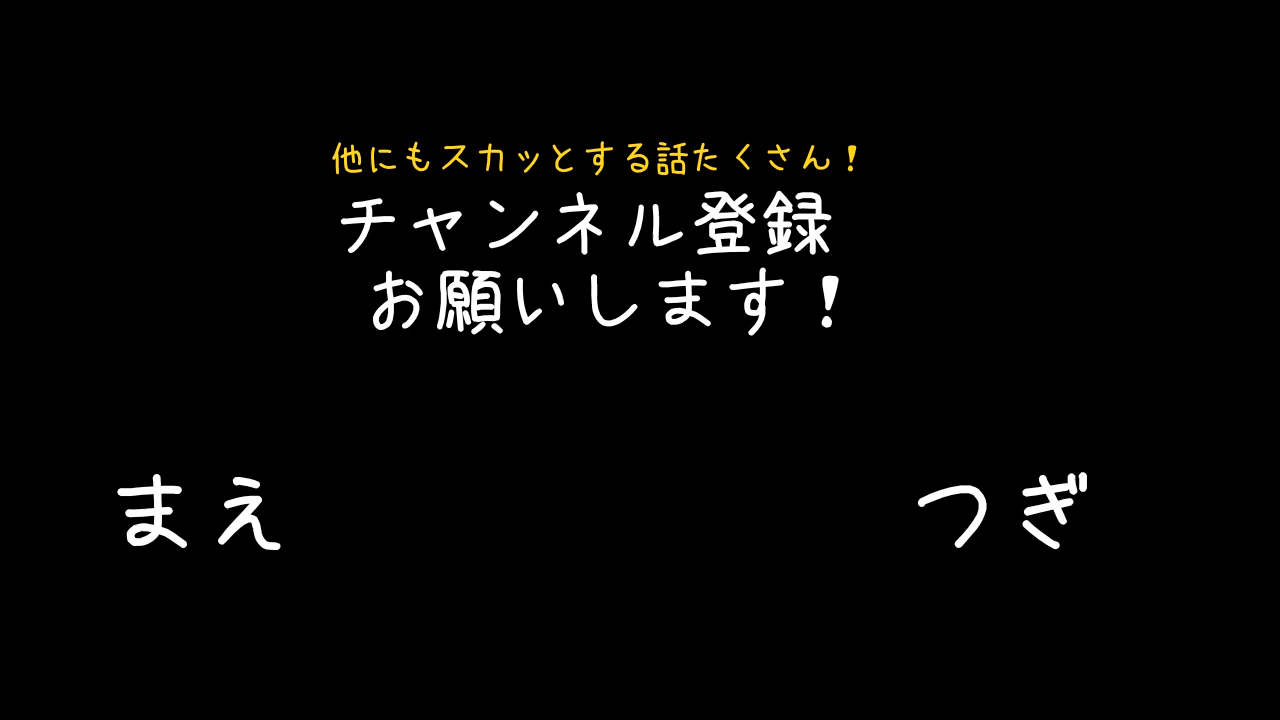 他にもスカッとする話たくさん！
チャンネル登録
お願いします！
まえ
つぎ